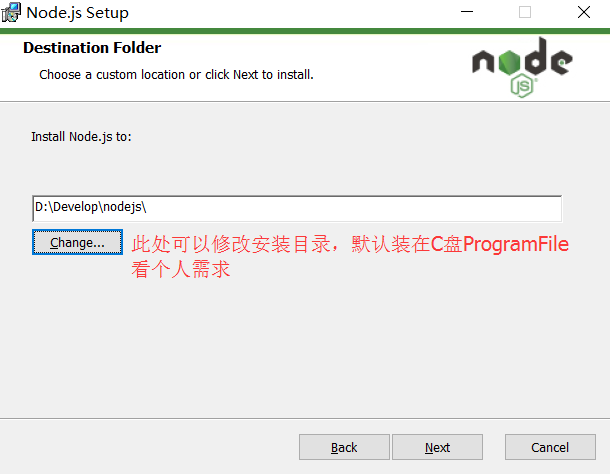 Node.js Setup
Destination Folder
Choose a custom location or click Next to install.
node
JS
Install Node.js to:
D:\Develop\nodejs\
Change...
此处可以修改安装目录，默认装在C盘ProgramFile
看个人需求
Back
Next
Cancel